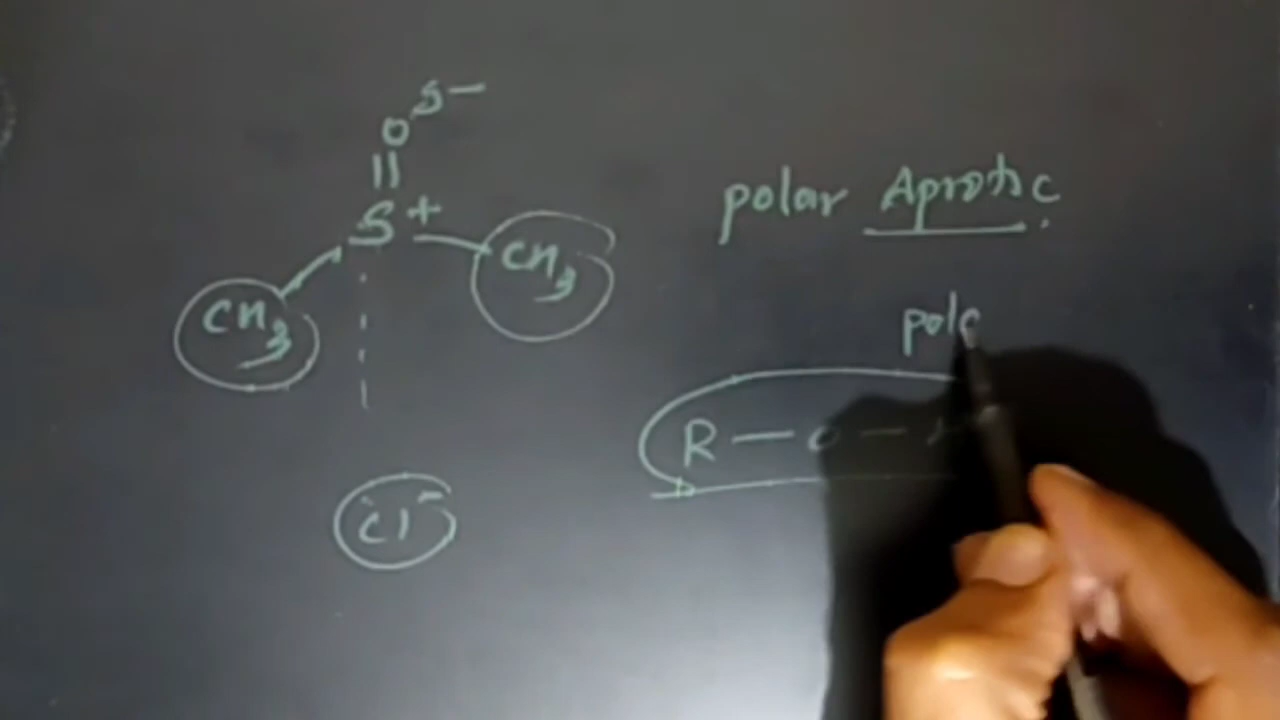 O δ−
||
S +
CH3
CH3
Cl−
polar Aprotic.
pola
R — O —